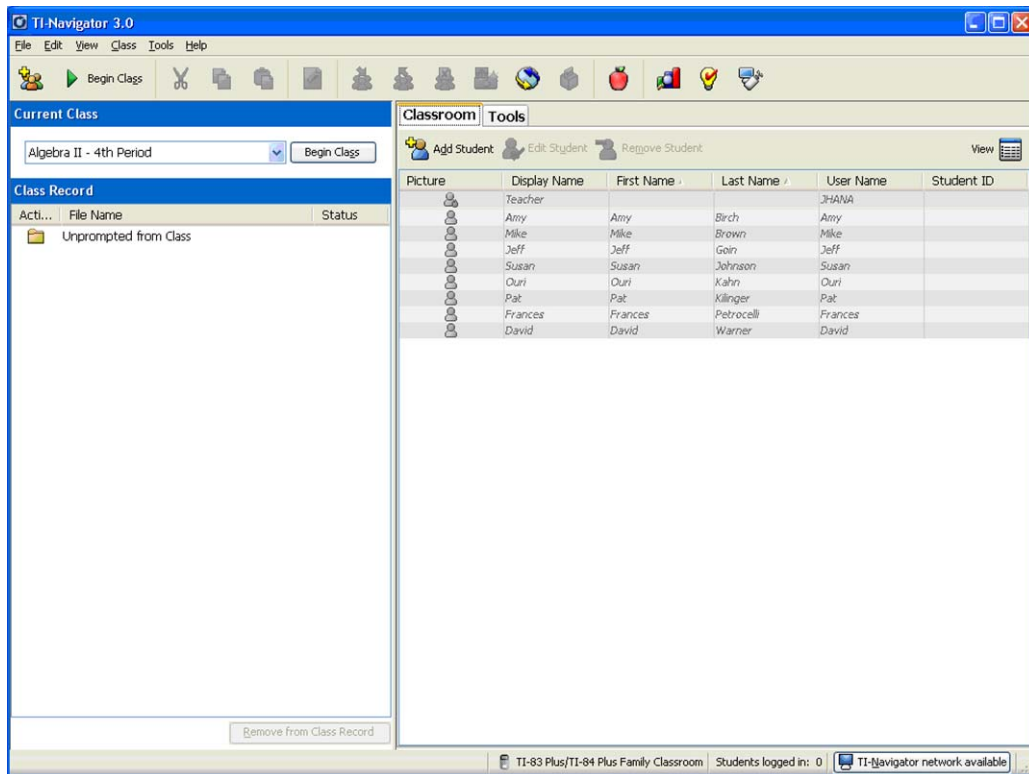 TI-Navigator 3.0
File Edit View Class Tools Help
Begin Class
Current Class
Algebra II - 4th Period Begin Class
Class Record
Acti... File Name Status
Unprompted from Class
Remove from Class Record
Classroom Tools
Add Student Edit Student Remove Student View
Picture Display Name First Name Last Name User Name Student ID
Teacher JHANA
Amy Amy Birch Amy
Mike Mike Brown Mike
Jeff Jeff Goin Jeff
Susan Susan Johnson Susan
Ouri Ouri Kahn Ouri
Pat Pat Kilinger Pat
Frances Frances Petrocelli Frances
David David Warner David
TI-83 Plus/TI-84 Plus Family Classroom Students logged in: 0 TI-Navigator network available